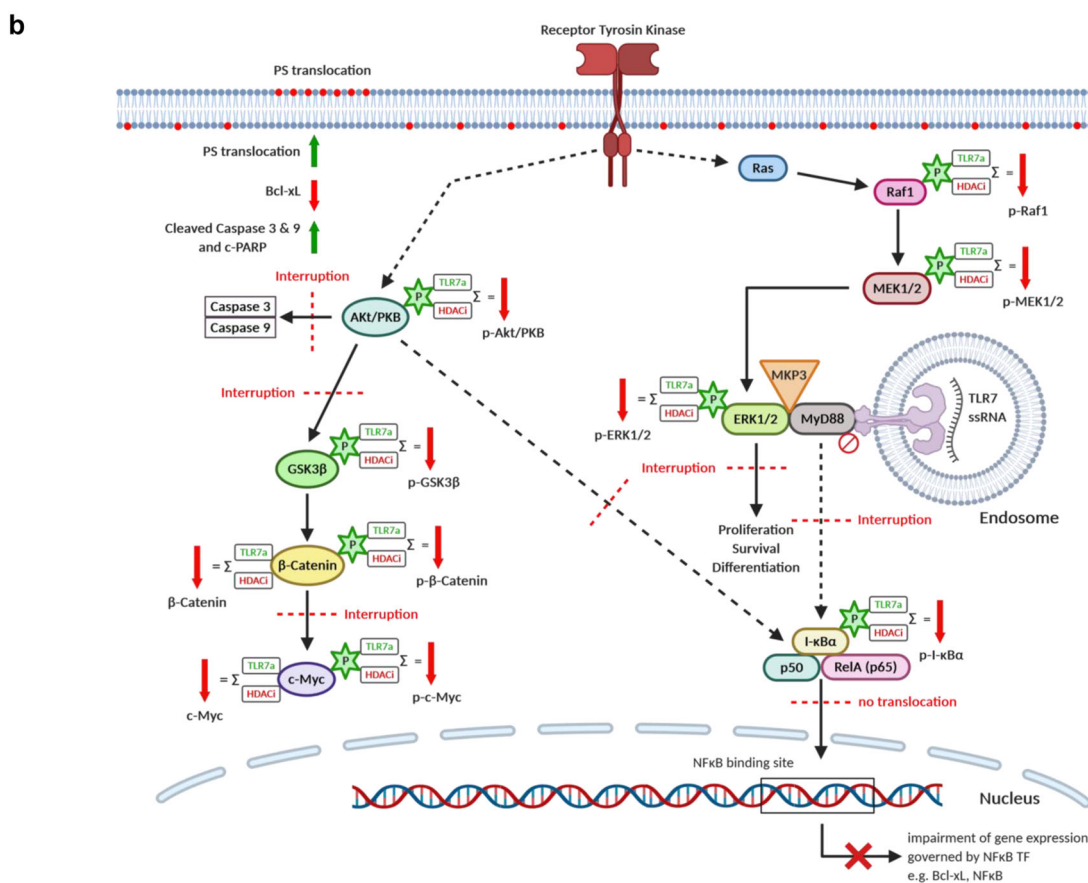 b
Receptor Tyrosin Kinase
PS translocation
PS translocation
Bcl-xL
Cleaved Caspase 3 & 9
and c-PARP
Ras
Raf1
P
TLR7a
HDACi
Σ =
p-Raf1
MEK1/2
P
TLR7a
HDACi
Σ =
p-MEK1/2
Interruption
Caspase 3
Caspase 9
AKt/PKB
P
TLR7a
HDACi
Σ =
p-Akt/PKB
Interruption
MKP3
= Σ
TLR7a
HDACi
P
p-ERK1/2
ERK1/2
MyD88
TLR7
ssRNA
Endosome
Interruption
Proliferation
Survival
Differentiation
Interruption
GSK3β
P
TLR7a
HDACi
Σ =
p-GSK3β
= Σ
TLR7a
HDACi
β-Catenin
β-Catenin
P
TLR7a
HDACi
Σ =
p-β-Catenin
Interruption
= Σ
TLR7a
HDACi
c-Myc
c-Myc
P
TLR7a
HDACi
Σ =
p-c-Myc
I-κBα
P
TLR7a
HDACi
Σ =
p-I-κBα
p50
RelA (p65)
no translocation
NFκB binding site
Nucleus
impairment of gene expression
governed by NFκB TF
e.g. Bcl-xL, NFκB